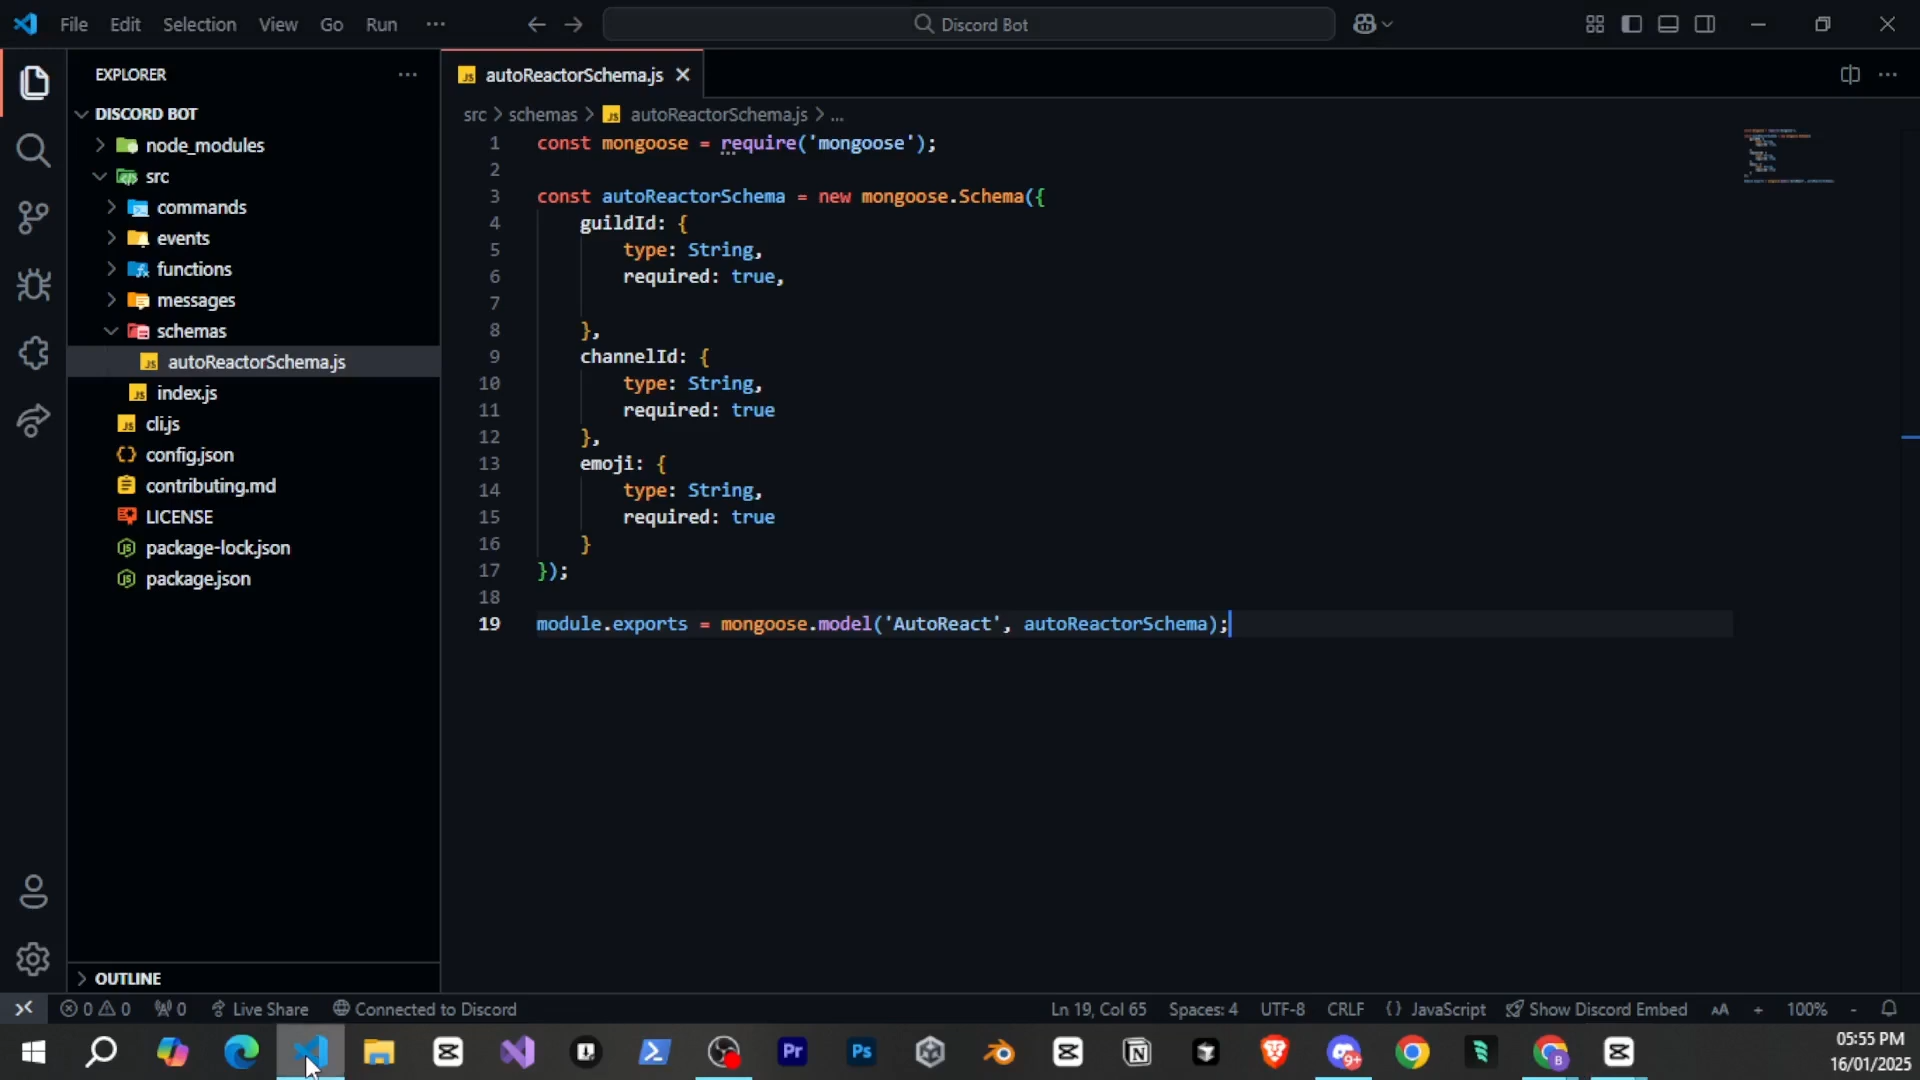 File Edit Selection View Go Run ···
Discord Bot
EXPLORER
DISCORD BOT
node_modules
src
commands
events
functions
messages
schemas
autoReactorSchema.js
index.js
cli.js
config.json
contributing.md
LICENSE
package-lock.json
package.json
OUTLINE
autoReactorSchema.js
src > schemas > autoReactorSchema.js > ...
1 const mongoose = require('mongoose');
2
3 const autoReactorSchema = new mongoose.Schema({
4 guildId: {
5 type: String,
6 required: true,
7
8 },
9 channelId: {
10 type: String,
11 required: true
12 },
13 emoji: {
14 type: String,
15 required: true
16 }
17 });
18
19 module.exports = mongoose.model('AutoReact', autoReactorSchema);
0 0 0 Live Share Connected to Discord Ln 19, Col 65 Spaces: 4 UTF-8 CRLF {} JavaScript Show Discord Embed AA + 100% -
Pr Ps 9+ B
05:55 PM
16/01/2025